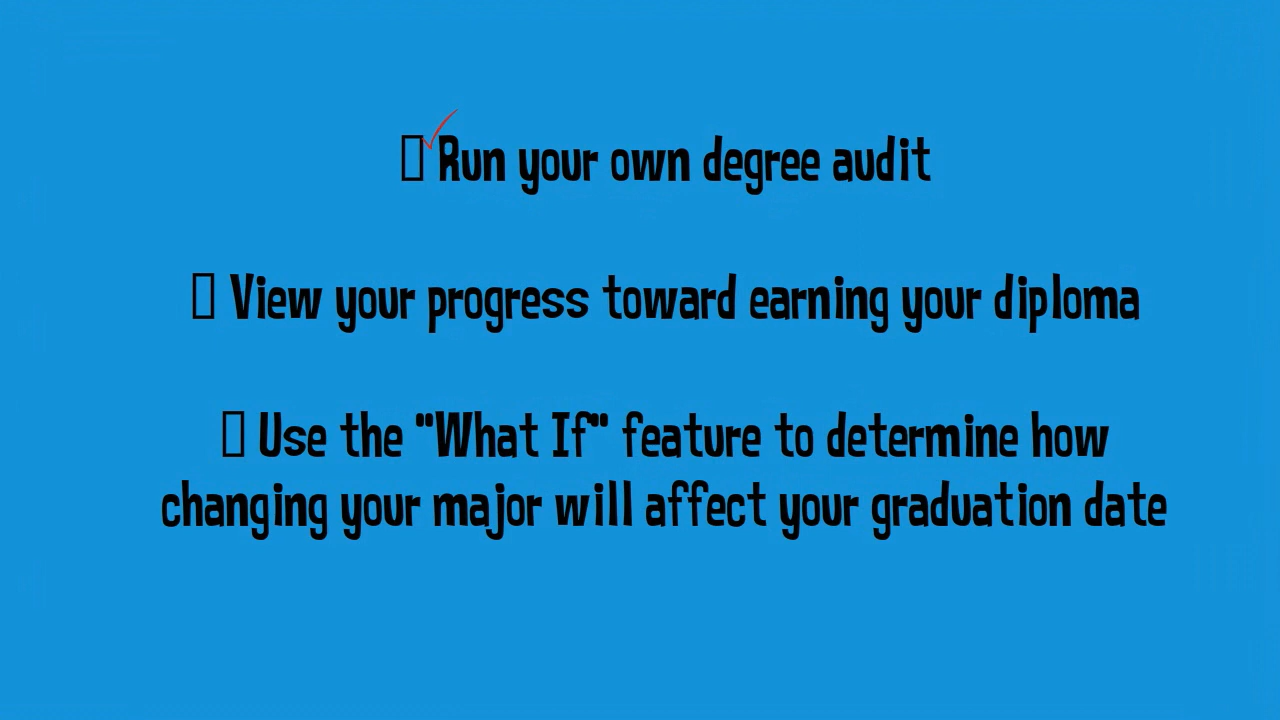 ▯ Run your own degree audit
▯ View your progress toward earning your diploma
▯ Use the "What If" feature to determine how
changing your major will affect your graduation date